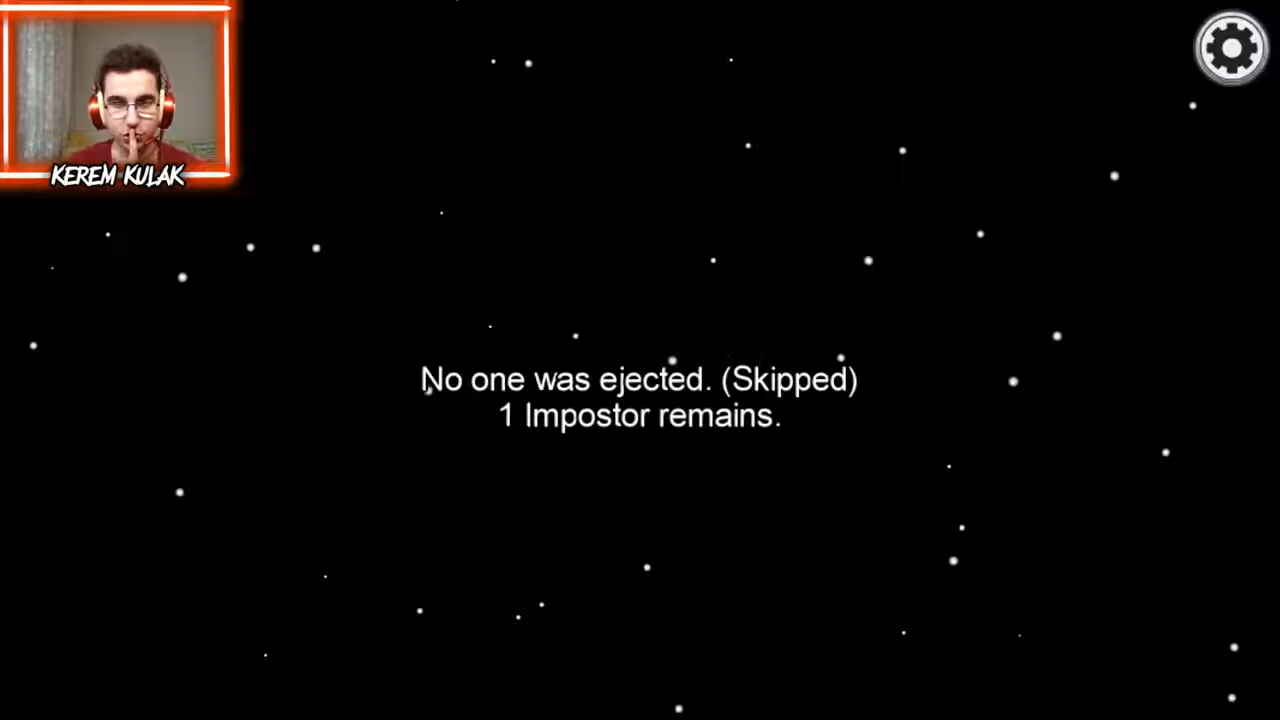 KEREM KULAK
No one was ejected. (Skipped)
1 Impostor remains.